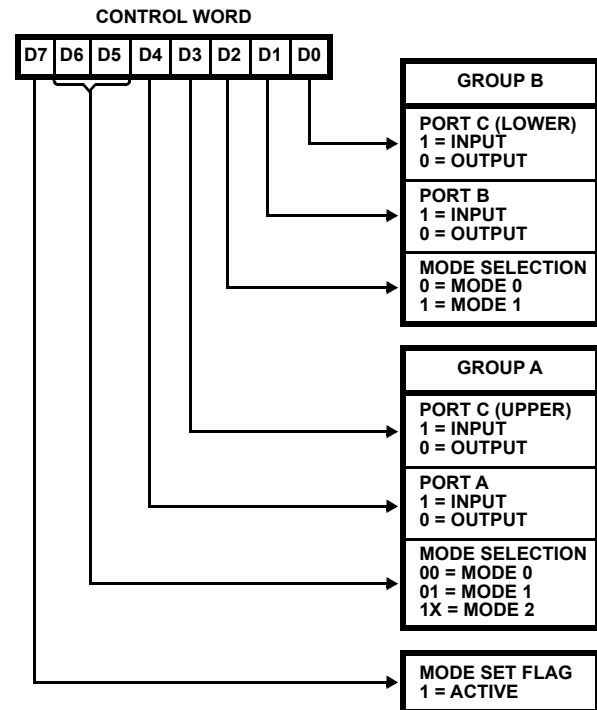 CONTROL WORD
D7 D6 D5 D4 D3 D2 D1 D0
GROUP B
PORT C (LOWER)
1 = INPUT
0 = OUTPUT
PORT B
1 = INPUT
0 = OUTPUT
MODE SELECTION
0 = MODE 0
1 = MODE 1
GROUP A
PORT C (UPPER)
1 = INPUT
0 = OUTPUT
PORT A
1 = INPUT
0 = OUTPUT
MODE SELECTION
00 = MODE 0
01 = MODE 1
1X = MODE 2
MODE SET FLAG
1 = ACTIVE